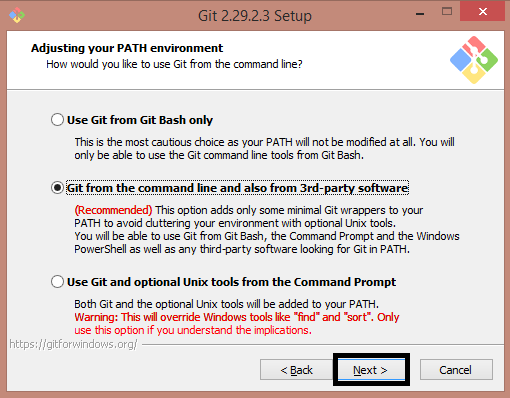 Git 2.29.2.3 Setup
Adjusting your PATH environment
How would you like to use Git from the command line?
Use Git from Git Bash only
This is the most cautious choice as your PATH will not be modified at all. You will
only be able to use the Git command line tools from Git Bash.
Git from the command line and also from 3rd-party software
(Recommended) This option adds only some minimal Git wrappers to your
PATH to avoid cluttering your environment with optional Unix tools.
You will be able to use Git from Git Bash, the Command Prompt and the Windows
PowerShell as well as any third-party software looking for Git in PATH.
Use Git and optional Unix tools from the Command Prompt
Both Git and the optional Unix tools will be added to your PATH.
Warning: This will override Windows tools like "find" and "sort". Only
use this option if you understand the implications.
https://gitforwindows.org/
< Back Next > Cancel